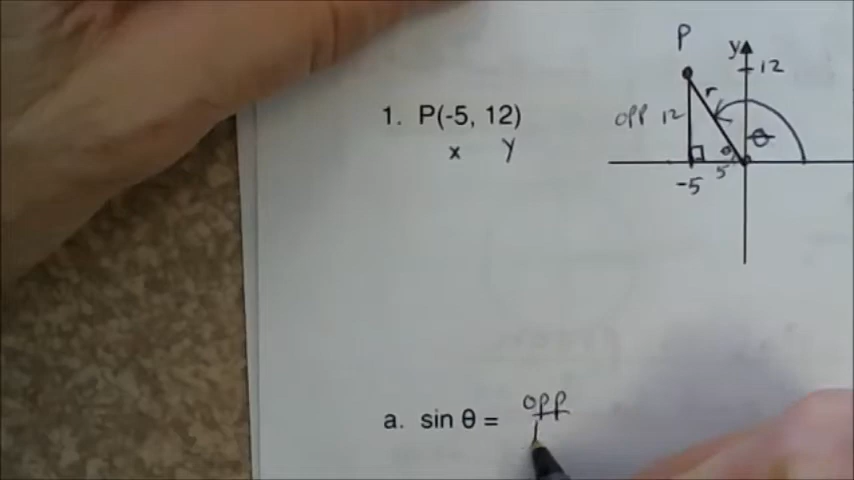 P
y
12
r
1. P(-5, 12)
opp 12
θ
x y
θ
5
-5
a. sin θ = opp